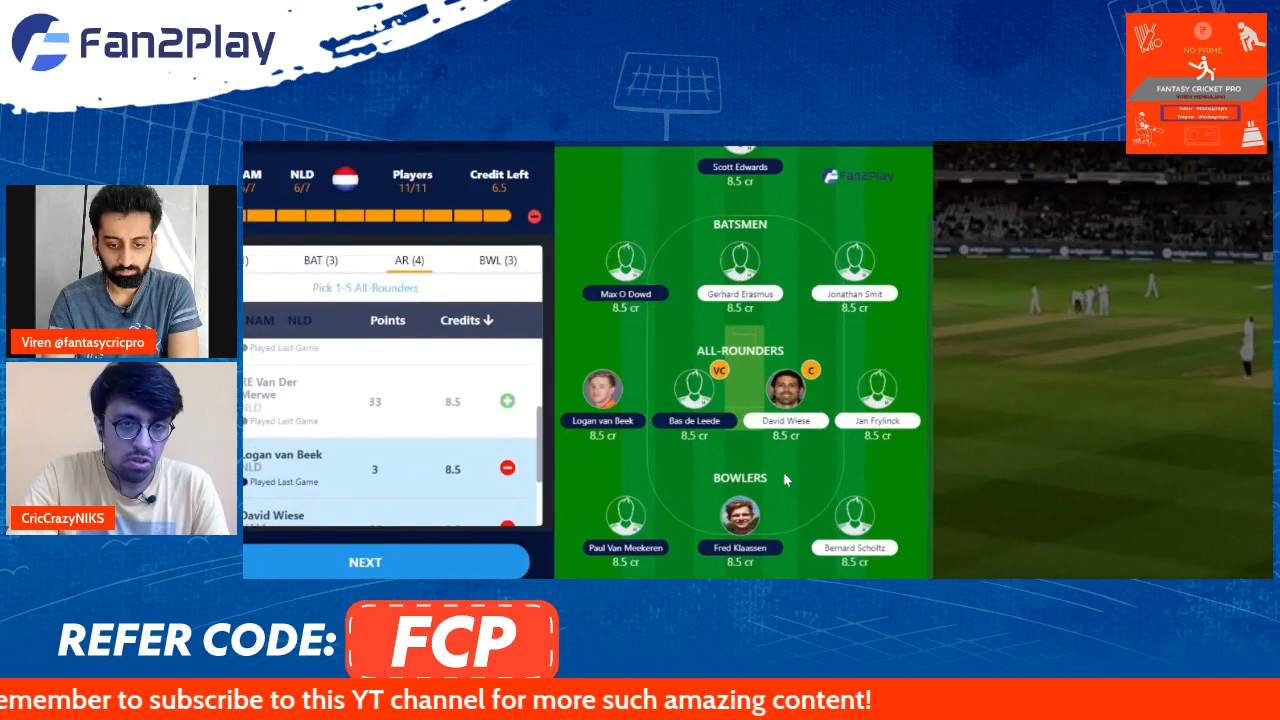 Fan2Play
NO PRIME
FANTASY CRICKET PRO
VIREN HEMRAJANI
AM
NLD
Players
Credit Left
6/7
11/11
6.5
BAT (3)
AR (4)
BWL (3)
Pick 1-5 All-Rounders
NAM
NLD
Points
Credits ↓
Played Last Game
RE Van Der
Merwe
NLD
33
8.5
Played Last Game
Logan van Beek
NLD
3
8.5
Played Last Game
David Wiese
NEXT
Scott Edwards
8.5 cr
Fan2Play
BATSMEN
Max O Dowd
Gerhard Erasmus
Jonathan Smit
8.5 cr
8.5 cr
8.5 cr
ALL-ROUNDERS
VC
C
Logan van Beek
Bas de Leede
David Wiese
Jan Frylinck
8.5 cr
8.5 cr
8.5 cr
8.5 cr
BOWLERS
Paul Van Meekeren
Fred Klaassen
Bernard Scholtz
8.5 cr
8.5 cr
8.5 cr
Viren @fantasycricpro
CricCrazyNIKS
REFER CODE:
FCP
emember to subscribe to this YT channel for more such amazing content!